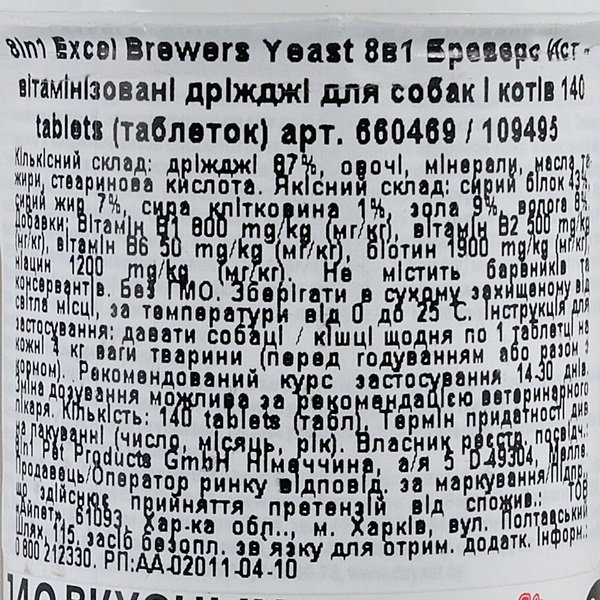 8in1 Excel Brewers Yeast 8в1 Бреверс Ист -
вітамінізовані дріжджі для собак і котів 140
tablets (таблеток) арт. 660469 / 109495
Кількісний склад: дріжджі 87%, овочі, мінерали, масла та
жири, стеаринова кислота. Якісний склад: сирий білок 43%,
сирий жир 7%, сира клітковина 1%, зола 9%, волога 8%.
Добавки: Вітамін В1 800 mg/kg (мг/кг), вітамін В2 500 mg/kg
(мг/кг), вітамін В6 50 mg/kg (мг/кг), біотин 1900 mg/kg (мг/кг),
ніацин 1200 mg/kg (мг/кг). Не містить барвників та
консервантів. Без ГМО. Зберігати в сухому захищеному від
світла місці, за температури від 0 до 25 С. Інструкція для
застосування: давати собаці / кішці щодня по 1 таблетці на
кожні 4 кг ваги тварини (перед годуванням або разом з
кормом). Рекомендований курс застосування 14-30 днів.
Зміна дозування можлива за рекомендацією ветеринарного
лікаря. Кількість: 140 tablets (табл). Термін придатності див
на пакуванні (число, місяць, рік). Власник реєстр. посвідч.:
8in1 Pet Products GmbH Німеччина, а/я 5 D-49304, Мелле.
Продавець/Оператор ринку відповід. за маркування/Підпр.
що здійснює прийняття претензій від спожив.: ТОВ
«Айпет», 61093, Хар-ка обл.., м. Харків, вул. Полтавський
Шлях, 115. засіб безопл. зв'язку для отрим. додатк. Інформ.:
0 800 212330. РП:АА-02011-04-10